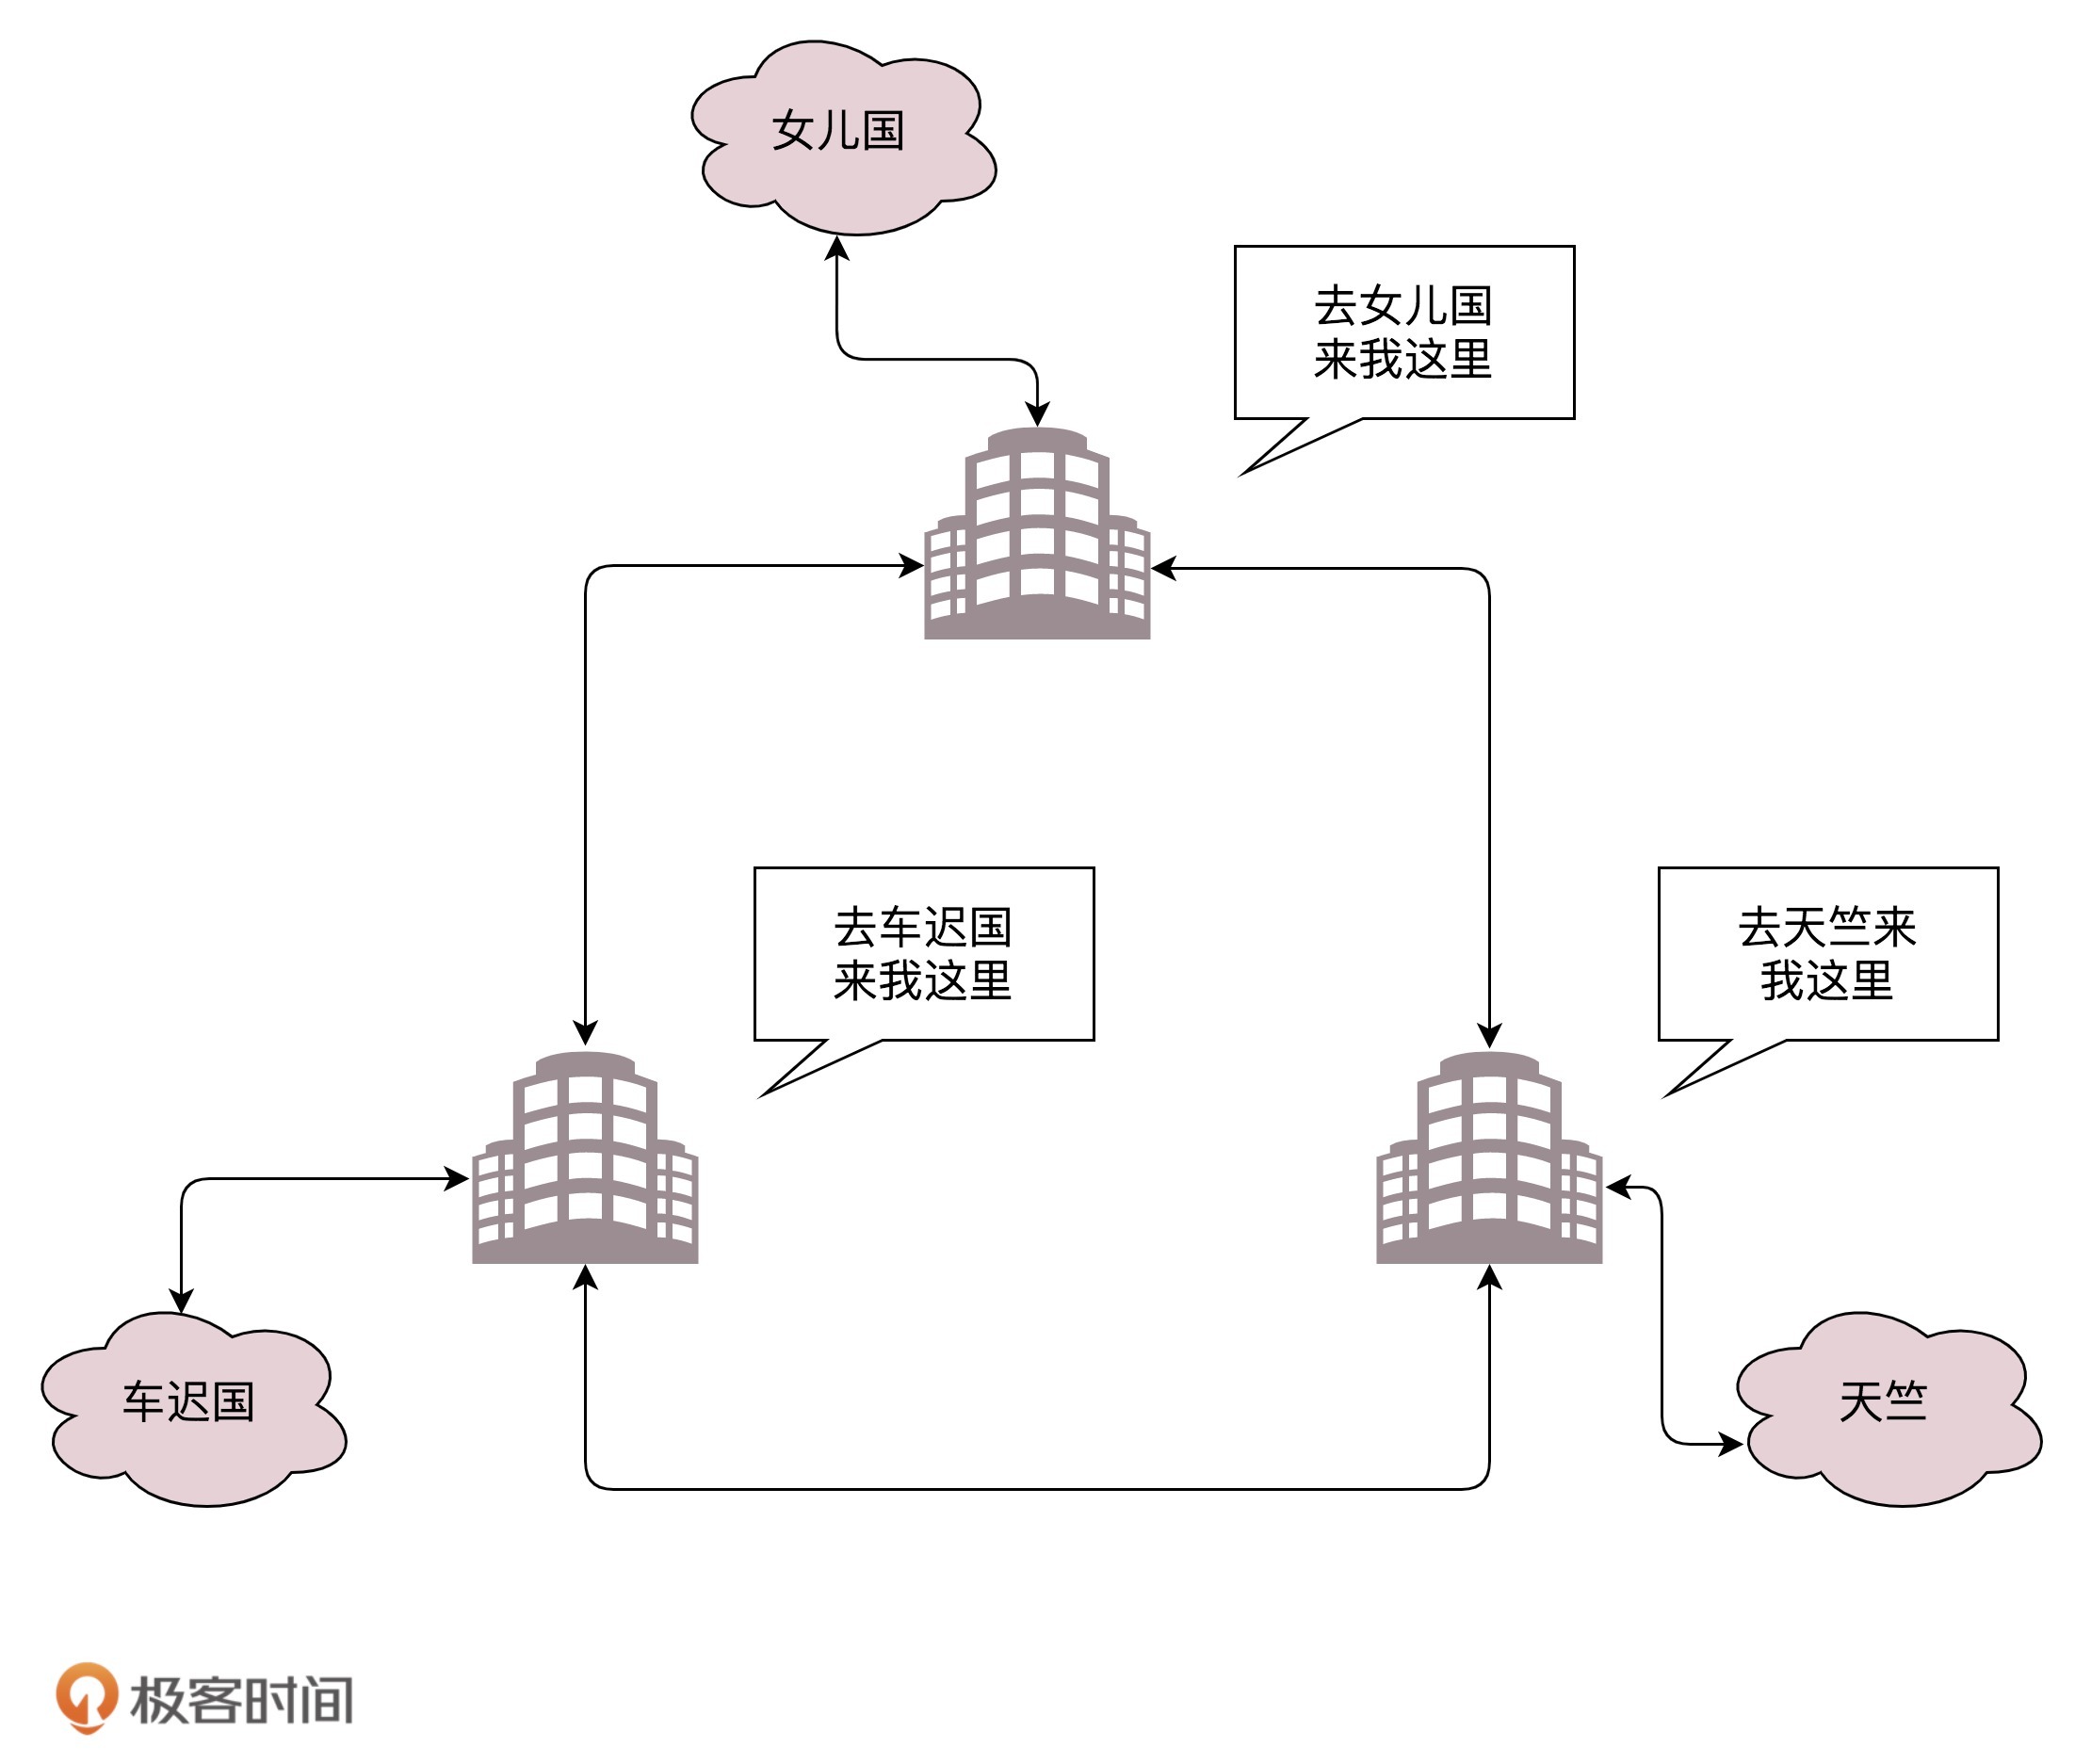 女儿国
去女儿国
来我这里
去车迟国
来我这里
去天竺来
我这里
车迟国
天竺
极客时间